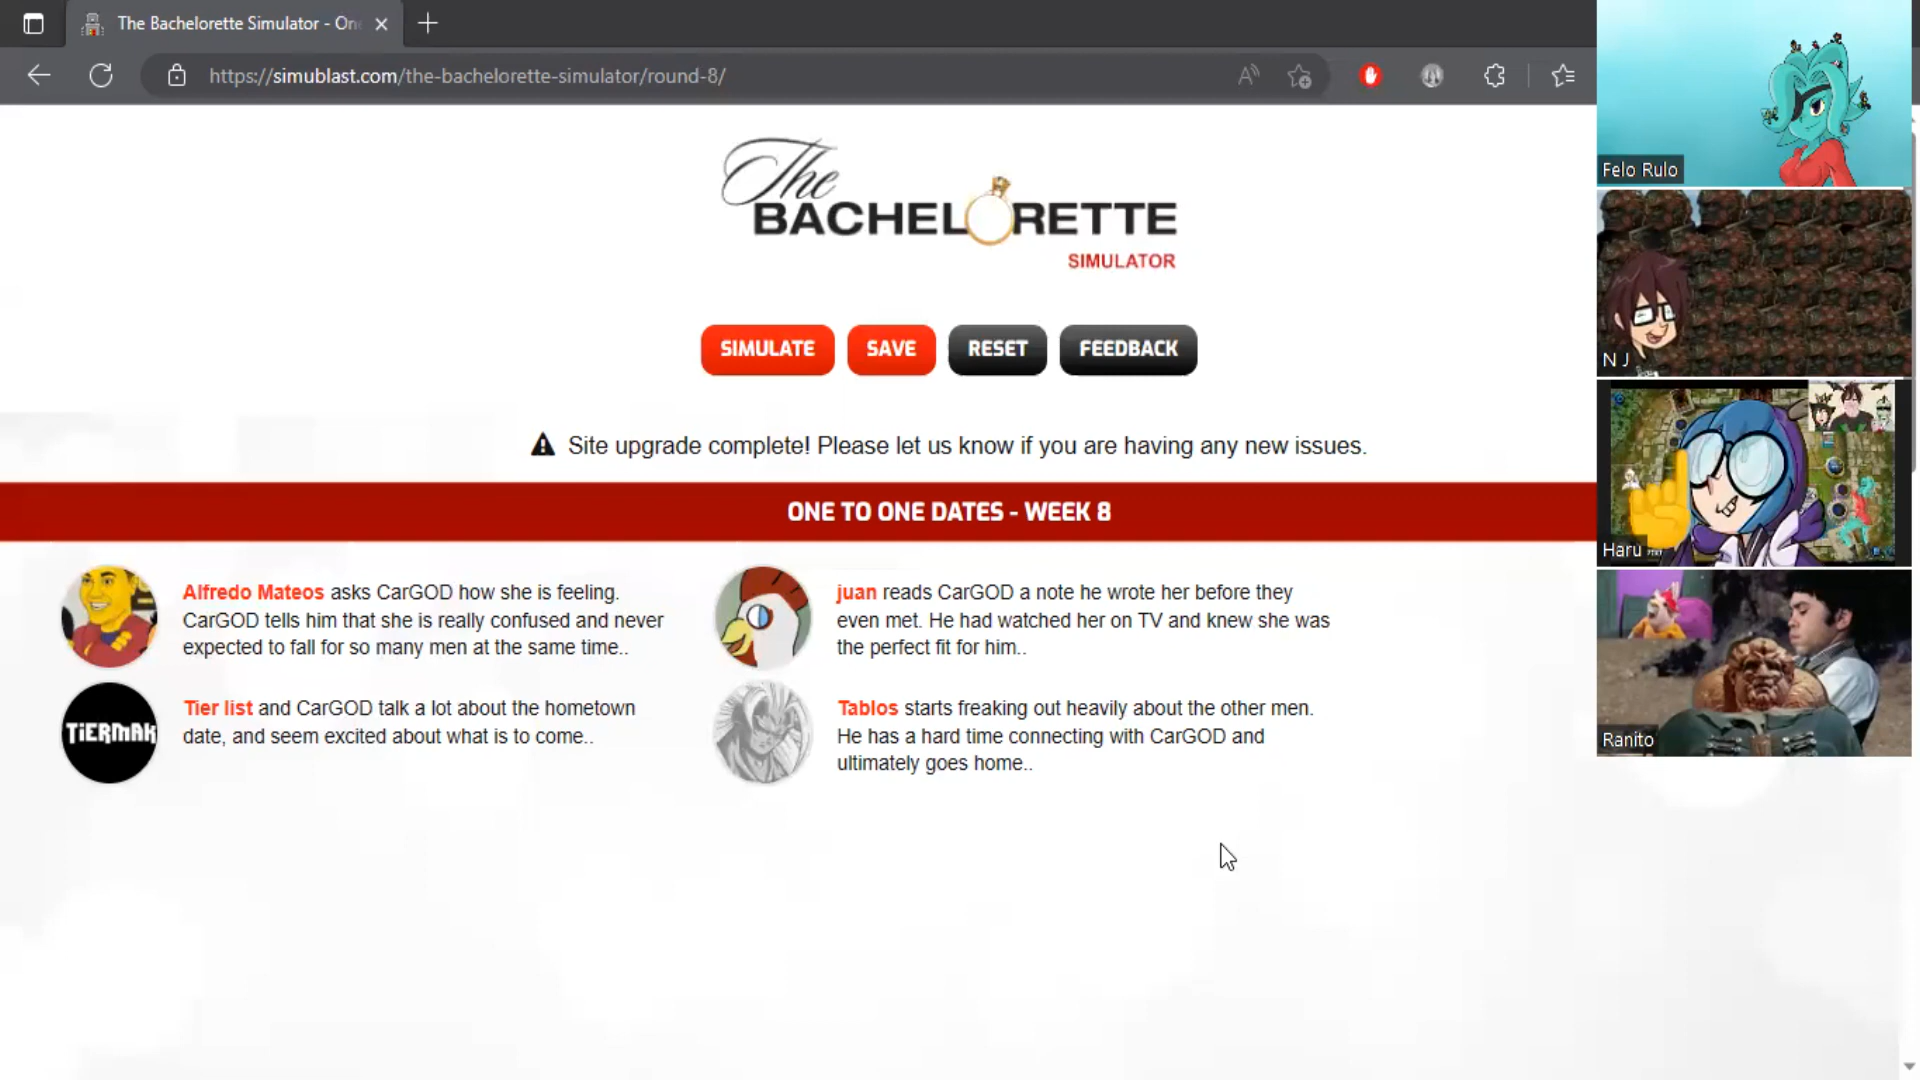 The Bachelorette Simulator - On
https://simublast.com/the-bachelorette-simulator/round-8/
The
BACHELORETTE
SIMULATOR
SIMULATE
SAVE
RESET
FEEDBACK
Site upgrade complete! Please let us know if you are having any new issues.
ONE TO ONE DATES - WEEK 8
Alfredo Mateos asks CarGOD how she is feeling.
CarGOD tells him that she is really confused and never
expected to fall for so many men at the same time..
juan reads CarGOD a note he wrote her before they
even met. He had watched her on TV and knew she was
the perfect fit for him..
TiERMAK
Tier list and CarGOD talk a lot about the hometown
date, and seem excited about what is to come..
Tablos starts freaking out heavily about the other men.
He has a hard time connecting with CarGOD and
ultimately goes home..
Felo Rulo
N J
Haru
Ranito